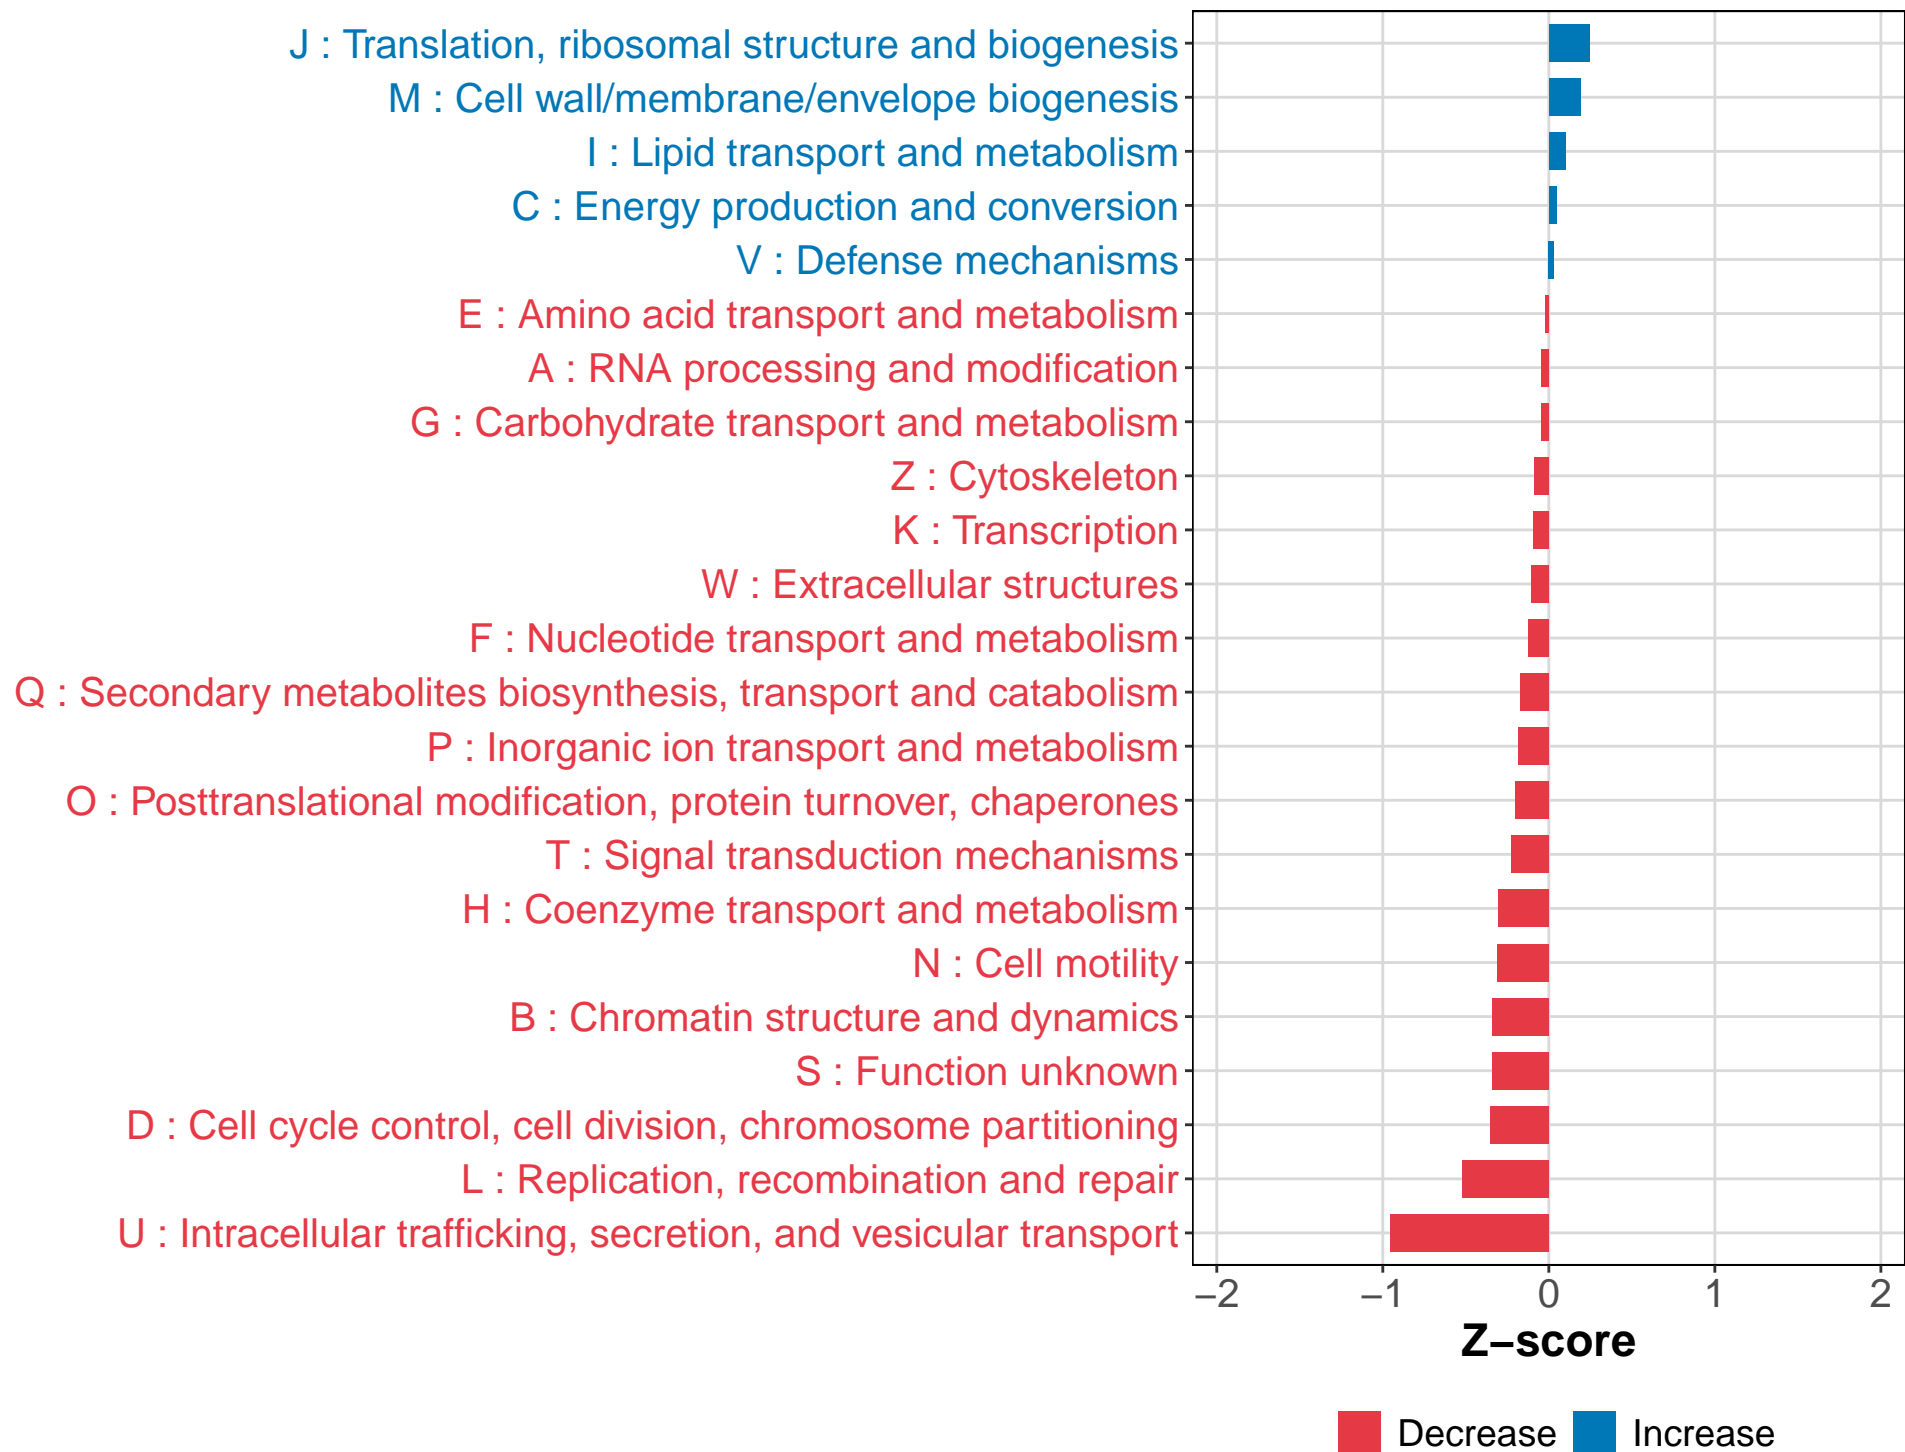 J : Translation, ribosomal structure and biogenesis
M : Cell wall/membrane/envelope biogenesis
I : Lipid transport and metabolism
C : Energy production and conversion
V : Defense mechanisms
E : Amino acid transport and metabolism
A : RNA processing and modification
G : Carbohydrate transport and metabolism
Z : Cytoskeleton
K : Transcription
W : Extracellular structures
F : Nucleotide transport and metabolism
Q : Secondary metabolites biosynthesis, transport and catabolism
P : Inorganic ion transport and metabolism
O : Posttranslational modification, protein turnover, chaperones
T : Signal transduction mechanisms
H : Coenzyme transport and metabolism
N : Cell motility
B : Chromatin structure and dynamics
S : Function unknown
D : Cell cycle control, cell division, chromosome partitioning
L : Replication, recombination and repair
U : Intracellular trafficking, secretion, and vesicular transport
−2 −1 0 1 2
Z−score
Decrease Increase